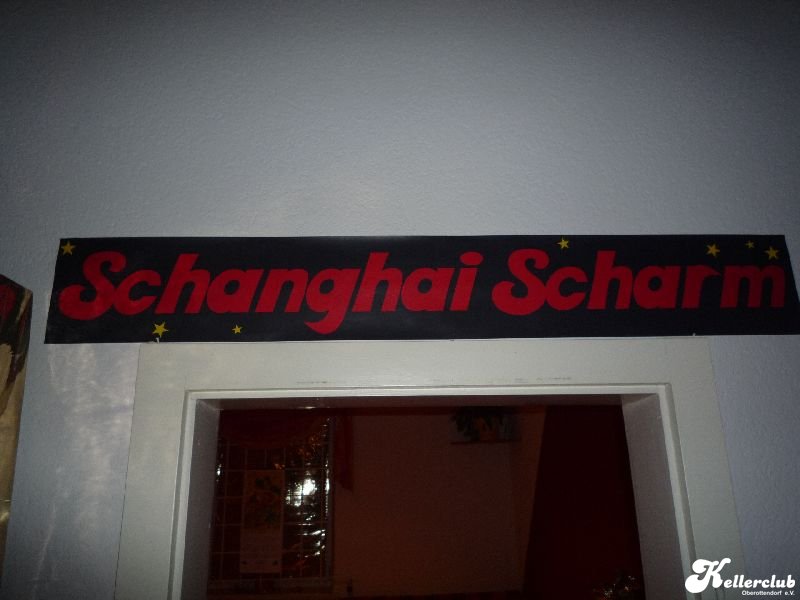 Schanghai Scharm
Kellerclub
Oberottendorf e.V.